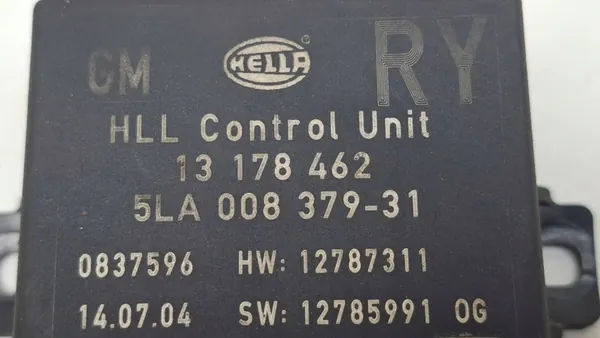 GM HELLA ® RY
HLL Control Unit
13 178 462
5LA 008 379-31
0837596 HW: 12787311
14.07.04 SW: 12785991 OG